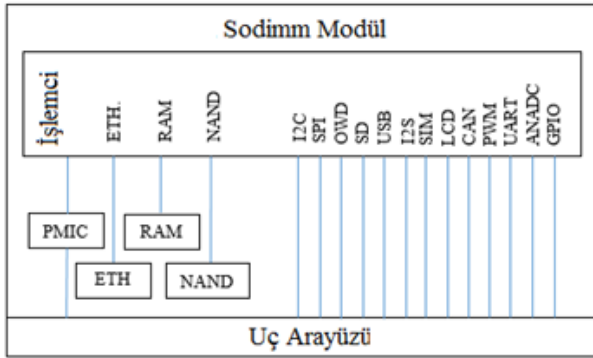 Sodimm Modül
İşlemci
ETH.
RAM
NAND
I2C
SPI
OWD
SD
USB
I2S
SIM
LCD
CAN
PWM
UART
ANADC
GPIO
PMIC
RAM
ETH
NAND
Uç Arayüzü